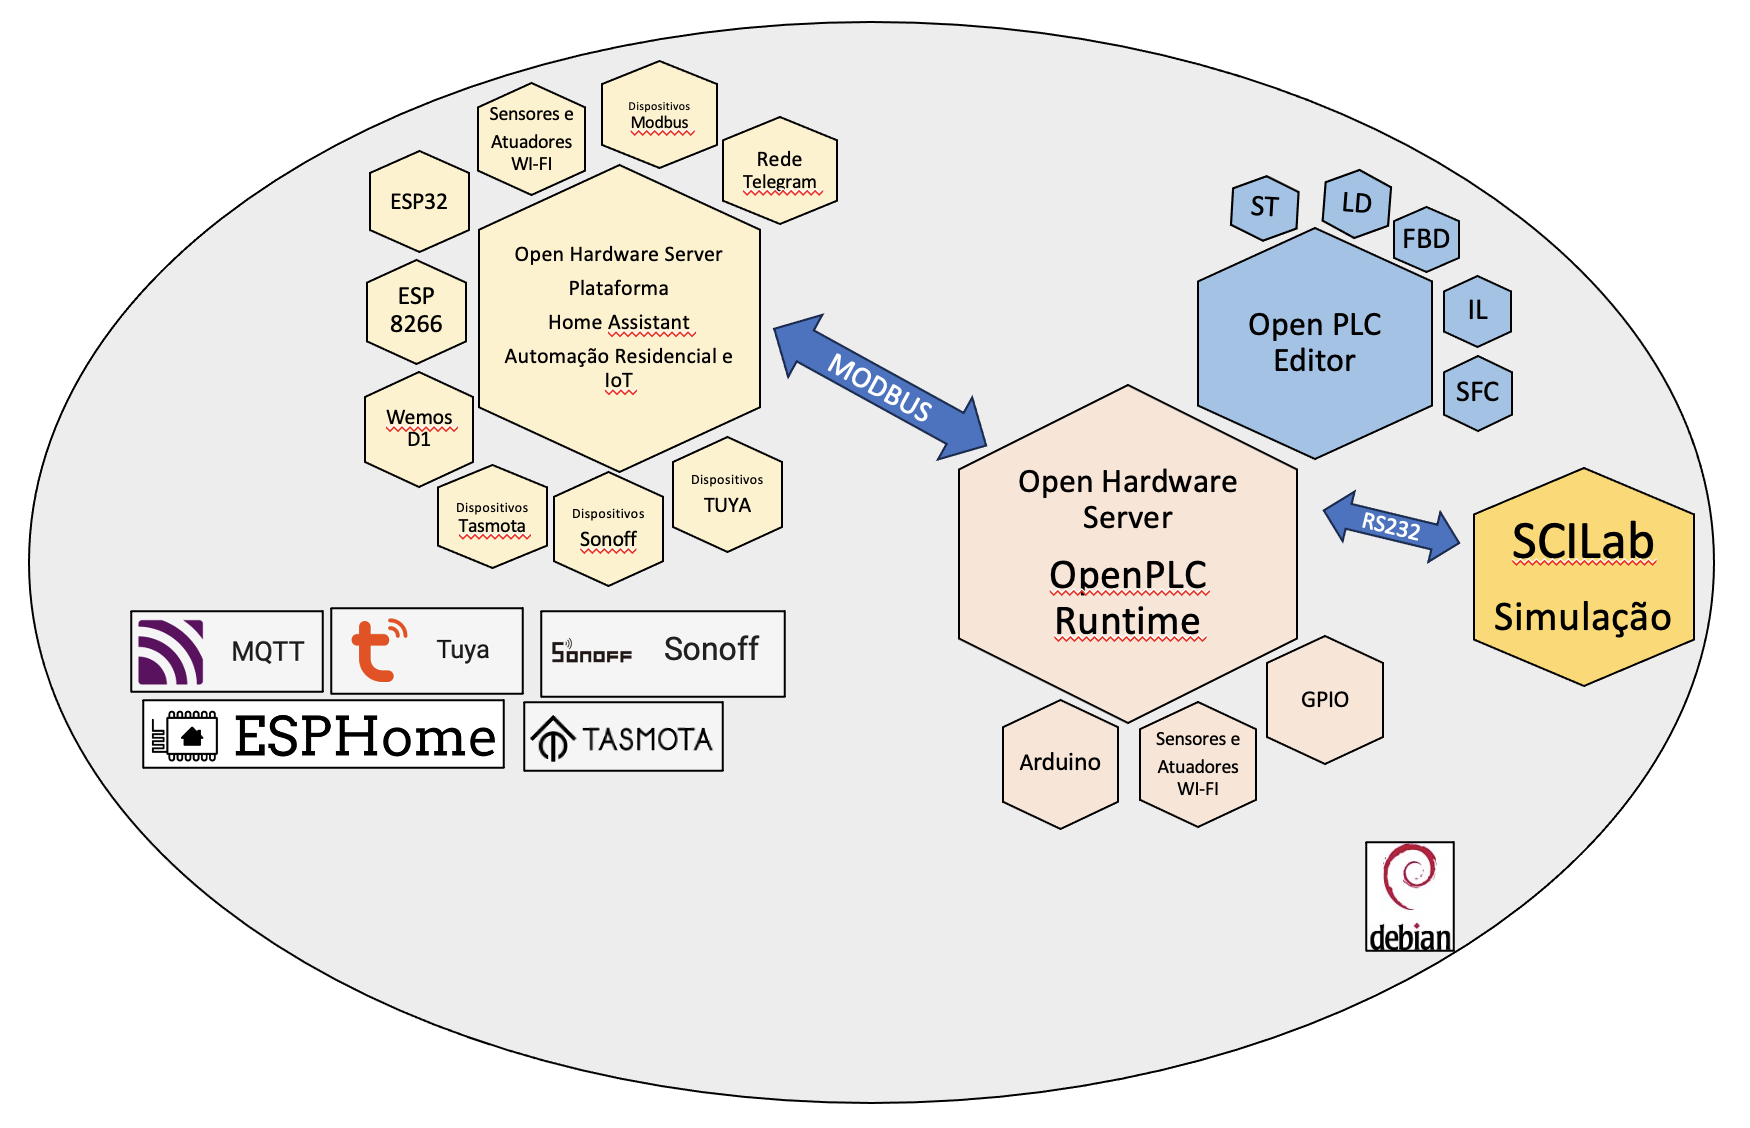 Sensores e
Atuadores
WI-FI
Dispositivos
Modbus
Rede
Telegram
ESP32
ESP
8266
Wemos
D1
Dispositivos
Tasmota
Dispositivos
Sonoff
Dispositivos
TUYA
Open Hardware Server
Plataforma
Home Assistant
Automação Residencial e
IoT
MODBUS
ST
LD
FBD
IL
SFC
Open PLC
Editor
Open Hardware
Server
OpenPLC
Runtime
RS232
SCILab
Simulação
GPIO
Arduino
Sensores e
Atuadores
WI-FI
MQTT
Tuya
SONOFF
Sonoff
ESPHome
TASMOTA
debian